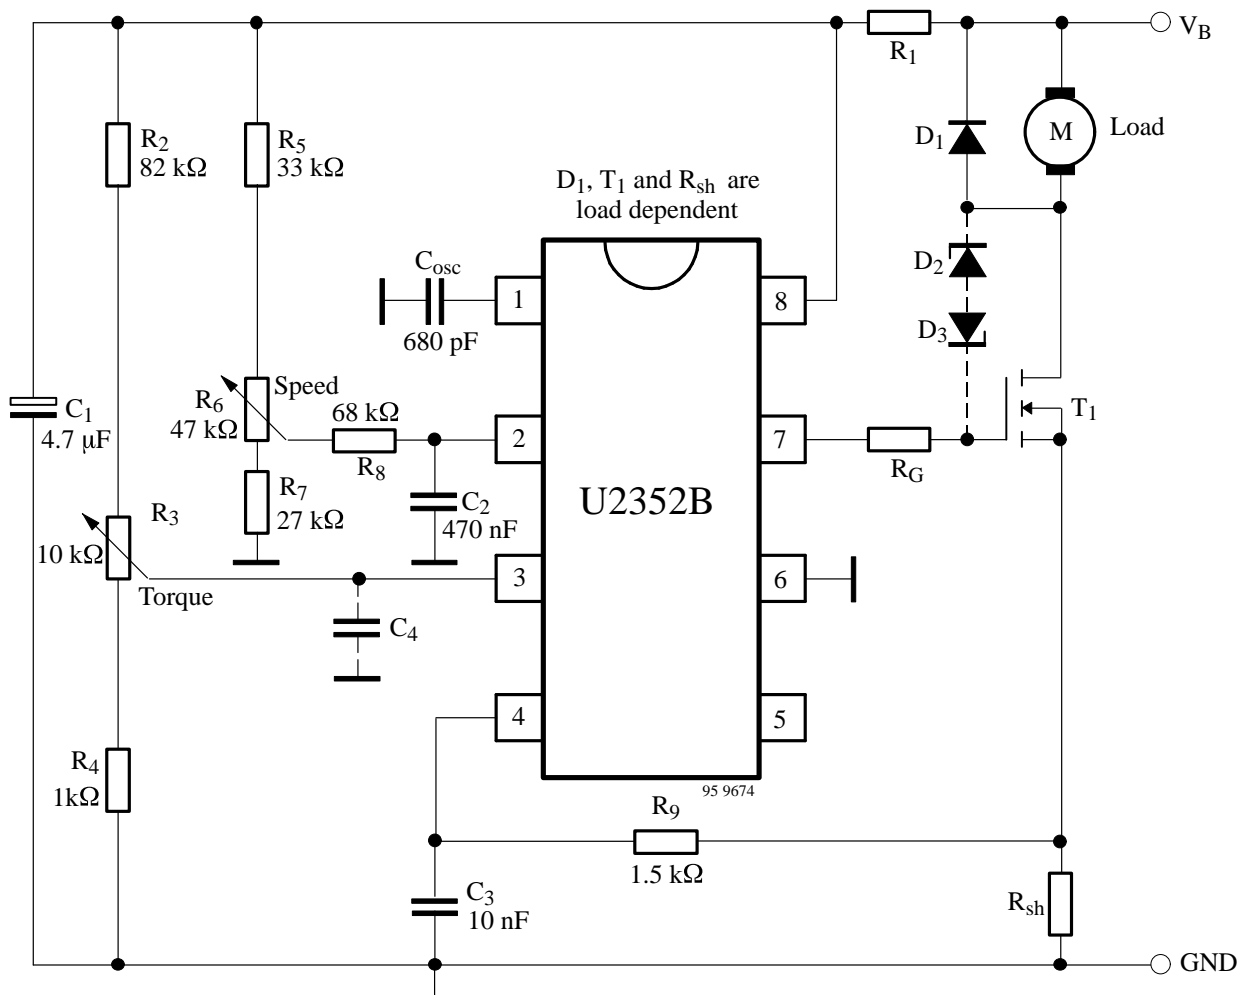 V_B
R_1
R_2
82 kΩ
R_5
33 kΩ
D_1
M
Load
D_1, T_1 and R_sh are
load dependent
C_osc
680 pF
1
8
D_2
D_3
Speed
R_6
47 kΩ
68 kΩ
R_8
C_1
4.7 μF
2
7
R_G
T_1
R_7
27 kΩ
C_2
470 nF
U2352B
R_3
10 kΩ
Torque
3
6
C_4
4
5
R_4
1kΩ
95 9674
R_9
1.5 kΩ
C_3
10 nF
R_sh
GND